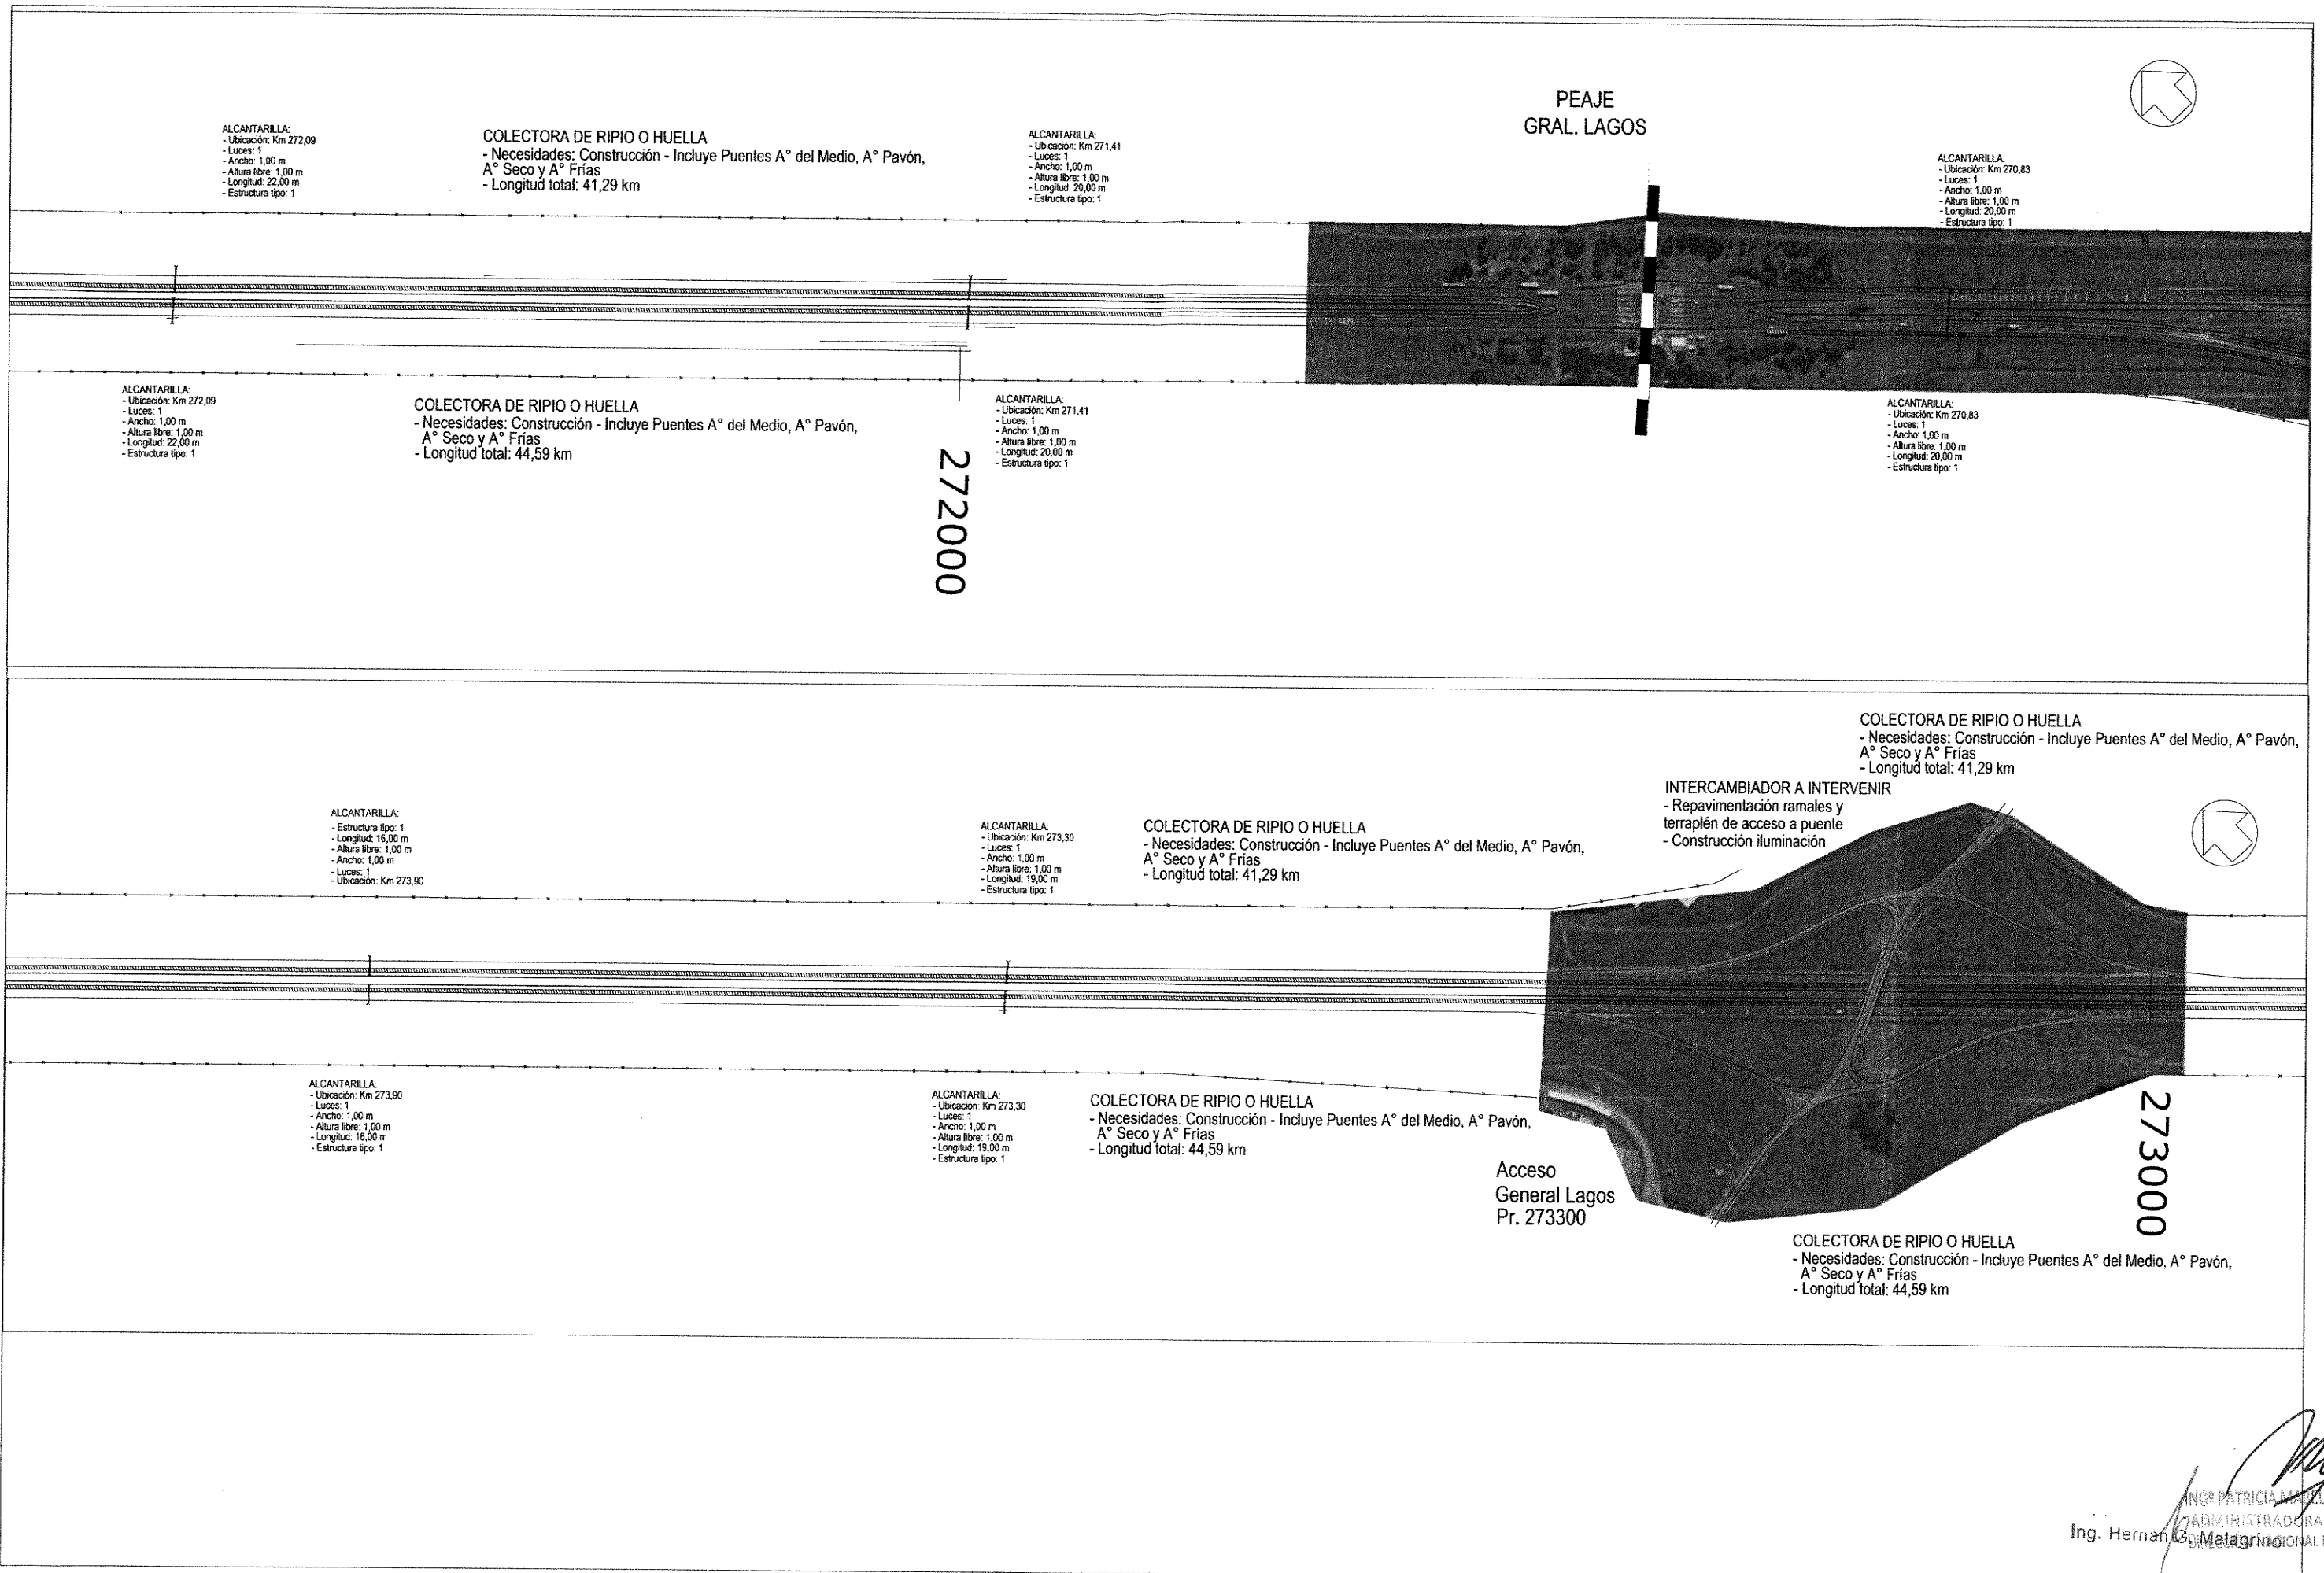 PEAJE
GRAL. LAGOS
ALCANTARILLA:
- Ubicación: Km 272,09
- Luces: 1
- Ancho: 1,00 m
- Altura libre: 1,00 m
- Longitud: 22,00 m
- Estructura tipo: 1
COLECTORA DE RIPIO O HUELLA
- Necesidades: Construcción - Incluye Puentes A° del Medio, A° Pavón,
A° Seco y A° Frías
- Longitud total: 41,29 km
ALCANTARILLA:
- Ubicación: Km 271,41
- Luces: 1
- Ancho: 1,00 m
- Altura libre: 1,00 m
- Longitud: 20,00 m
- Estructura tipo: 1
ALCANTARILLA:
- Ubicación: Km 270,83
- Luces: 1
- Ancho: 1,00 m
- Altura libre: 1,00 m
- Longitud: 20,00 m
- Estructura tipo: 1
ALCANTARILLA:
- Ubicación: Km 272,09
- Luces: 1
- Ancho: 1,00 m
- Altura libre: 1,00 m
- Longitud: 22,00 m
- Estructura tipo: 1
COLECTORA DE RIPIO O HUELLA
- Necesidades: Construcción - Incluye Puentes A° del Medio, A° Pavón,
A° Seco y A° Frías
- Longitud total: 44,59 km
272000
ALCANTARILLA:
- Ubicación: Km 271,41
- Luces: 1
- Ancho: 1,00 m
- Altura libre: 1,00 m
- Longitud: 20,00 m
- Estructura tipo: 1
ALCANTARILLA:
- Ubicación: Km 270,83
- Luces: 1
- Ancho: 1,00 m
- Altura libre: 1,00 m
- Longitud: 20,00 m
- Estructura tipo: 1
COLECTORA DE RIPIO O HUELLA
- Necesidades: Construcción - Incluye Puentes A° del Medio, A° Pavón,
A° Seco y A° Frías
- Longitud total: 41,29 km
INTERCAMBIADOR A INTERVENIR
- Repavimentación ramales y
terraplén de acceso a puente
- Construcción iluminación
ALCANTARILLA:
- Estructura tipo: 1
- Longitud: 16,00 m
- Altura libre: 1,00 m
- Ancho: 1,00 m
- Luces: 1
- Ubicación: Km 273,90
ALCANTARILLA:
- Ubicación: Km 273,30
- Luces: 1
- Ancho: 1,00 m
- Altura libre: 1,00 m
- Longitud: 19,00 m
- Estructura tipo: 1
COLECTORA DE RIPIO O HUELLA
- Necesidades: Construcción - Incluye Puentes A° del Medio, A° Pavón,
A° Seco y A° Frías
- Longitud total: 41,29 km
ALCANTARILLA:
- Ubicación: Km 273,90
- Luces: 1
- Ancho: 1,00 m
- Altura libre: 1,00 m
- Longitud: 16,00 m
- Estructura tipo: 1
ALCANTARILLA:
- Ubicación: Km 273,30
- Luces: 1
- Ancho: 1,00 m
- Altura libre: 1,00 m
- Longitud: 19,00 m
- Estructura tipo: 1
COLECTORA DE RIPIO O HUELLA
- Necesidades: Construcción - Incluye Puentes A° del Medio, A° Pavón,
A° Seco y A° Frías
- Longitud total: 44,59 km
Acceso
General Lagos
Pr. 273300
273000
COLECTORA DE RIPIO O HUELLA
- Necesidades: Construcción - Incluye Puentes A° del Medio, A° Pavón,
A° Seco y A° Frías
- Longitud total: 44,59 km
ING° PATRICIA
ADMINISTRADORA
Ing. Hernan G. Malagrino